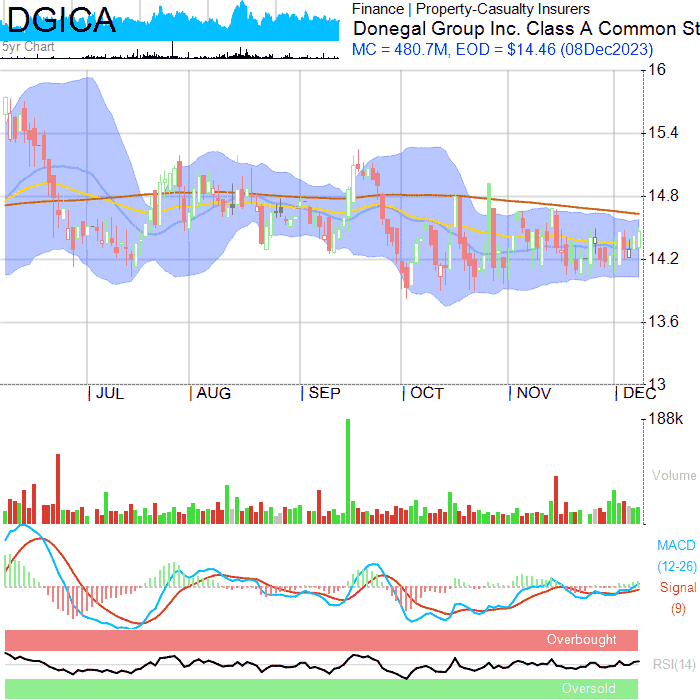 DGICA
5yr Chart
Finance | Property-Casualty Insurers
Donegal Group Inc. Class A Common St
MC = 480.7M, EOD = $14.46 (08Dec2023)
16
15.4
14.8
14.2
13.6
13
JUL AUG SEP OCT NOV DEC
188k
Volume
MACD
(12-26)
Signal
(9)
Overbought
RSI(14)
Oversold